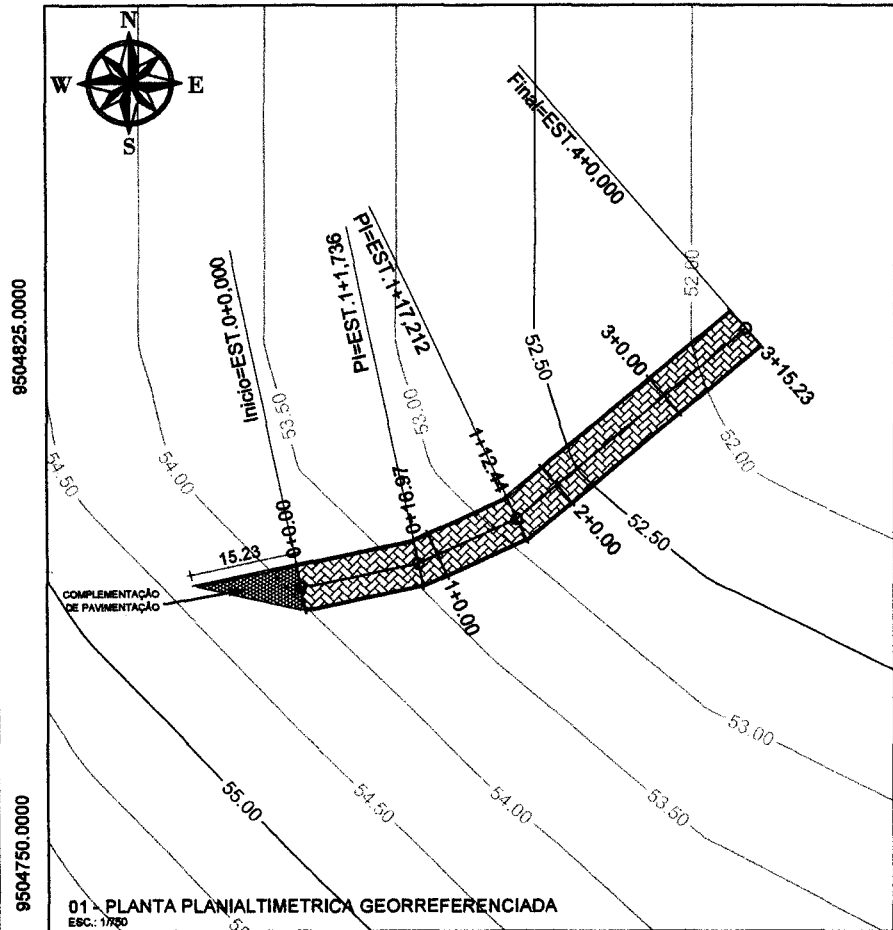 N
W E
S
9504825.0000
9504750.0000
Inicio=EST.0+0,000
PI=EST.1+1,736
PI=EST.1+17,212
Final=EST.4+0,000
52.00
52.50
3+0.00
3+15.23
53.50
53.00
52.00
54.50
54.00
0+0.00
0+16.97
1+12.44
2+0.00
52.50
15.23
COMPLEMENTAÇÃO
DE PAVIMENTAÇÃO
1+0.00
53.00
55.00
54.50
54.00
53.50
01 - PLANTA PLANIALTIMETRICA GEORREFERENCIADA
ESC.: 1/750